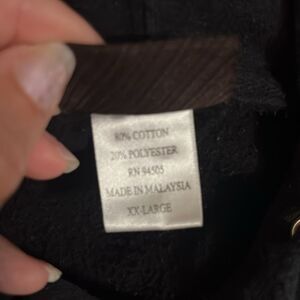 80% COTTON
20% POLYESTER
RN 94505
MADE IN MALAYSIA
XX-LARGE